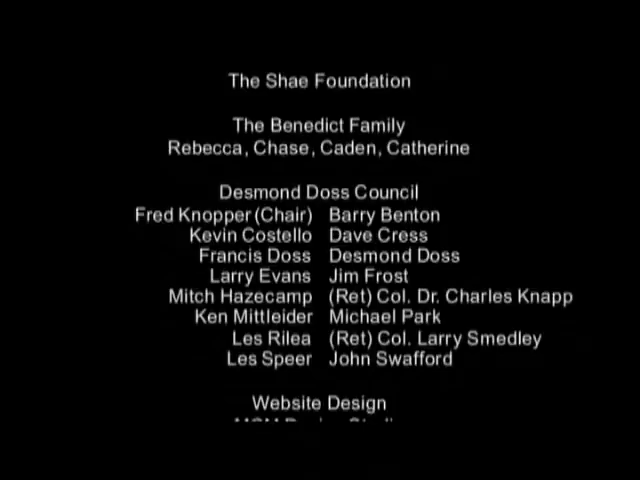 The Shae Foundation
The Benedict Family
Rebecca, Chase, Caden, Catherine
Desmond Doss Council
Fred Knopper (Chair) Barry Benton
Kevin Costello Dave Cress
Francis Doss Desmond Doss
Larry Evans Jim Frost
Mitch Hazecamp (Ret) Col. Dr. Charles Knapp
Ken Mittleider Michael Park
Les Rilea (Ret) Col. Larry Smedley
Les Speer John Swafford
Website Design